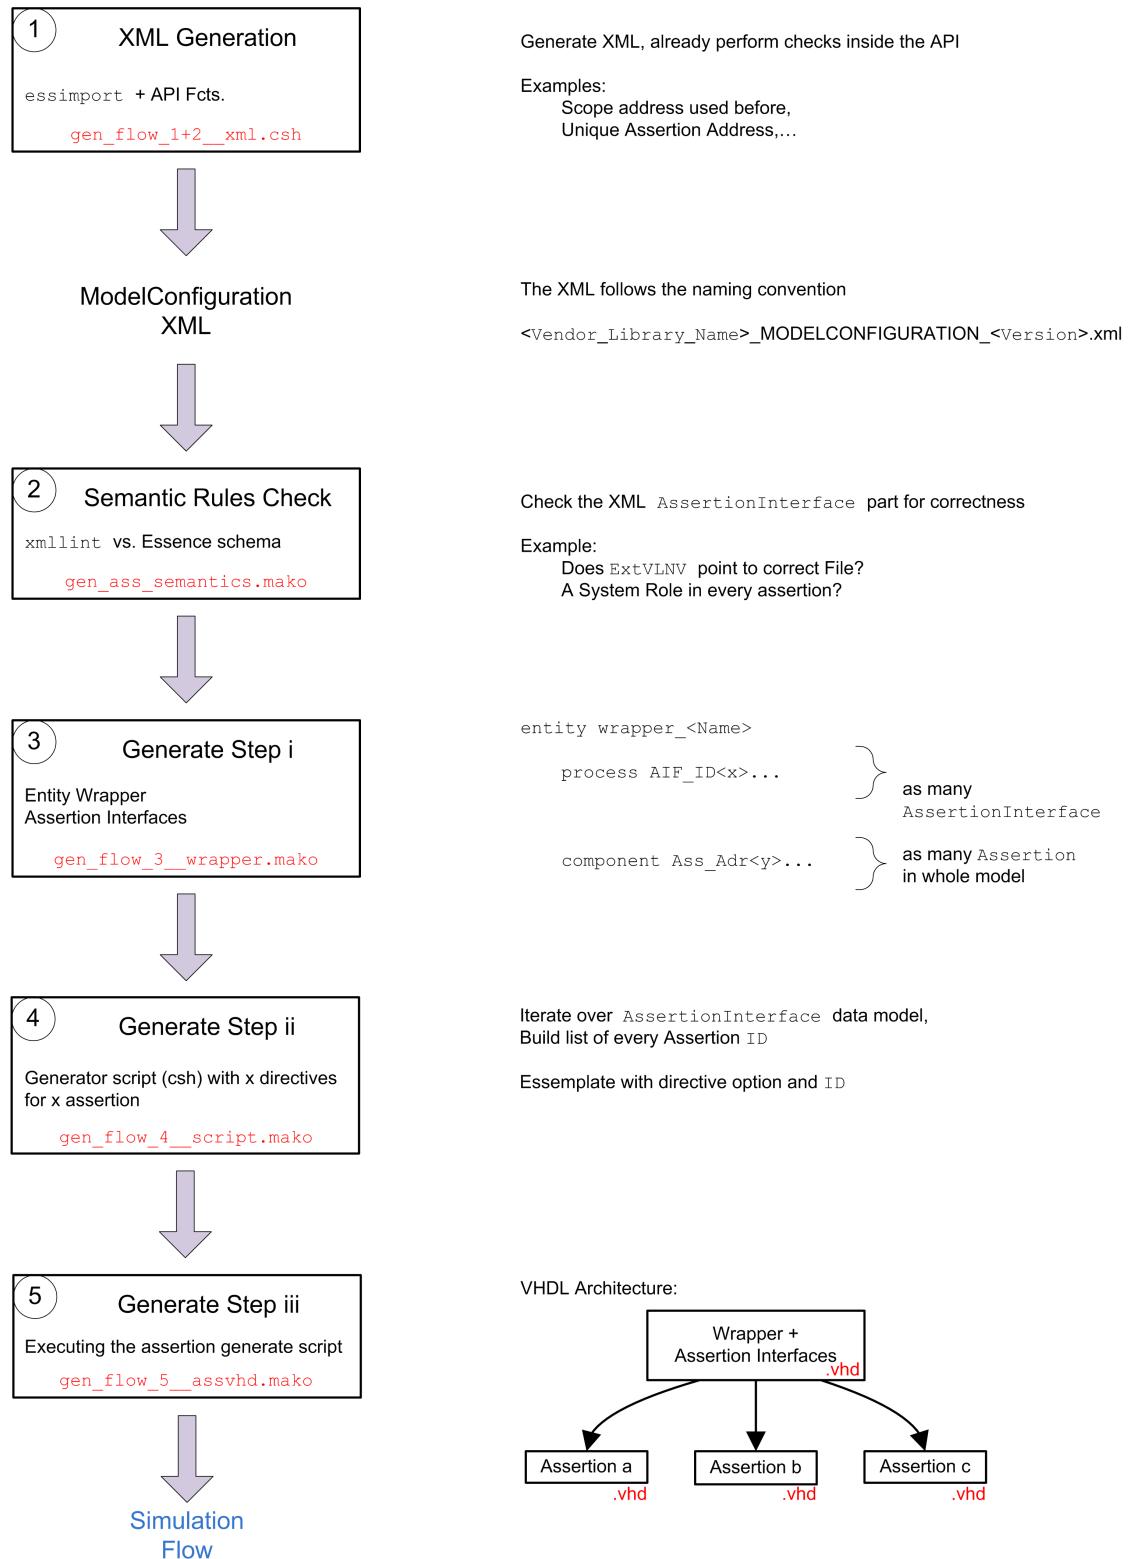 1
XML Generation
essimport + API Fcts.
gen_flow_1+2__xml.csh
Generate XML, already perform checks inside the API
Examples:
Scope address used before,
Unique Assertion Address,...
ModelConfiguration
XML
The XML follows the naming convention
<Vendor_Library_Name>_MODELCONFIGURATION_<Version>.xml
2
Semantic Rules Check
xmllint vs. Essence schema
gen_ass_semantics.mako
Check the XML AssertionInterface part for correctness
Example:
Does ExtVLNV point to correct File?
A System Role in every assertion?
3
Generate Step i
Entity Wrapper
Assertion Interfaces
gen_flow_3__wrapper.mako
entity wrapper_<Name>
process AIF_ID<x>...
as many
AssertionInterface
component Ass_Adr<y>...
as many Assertion
in whole model
4
Generate Step ii
Generator script (csh) with x directives
for x assertion
gen_flow_4__script.mako
Iterate over AssertionInterface data model,
Build list of every Assertion ID
Essemplate with directive option and ID
5
Generate Step iii
Executing the assertion generate script
gen_flow_5__assvhd.mako
VHDL Architecture:
Wrapper +
Assertion Interfaces
.vhd
Assertion a
.vhd
Assertion b
.vhd
Assertion c
.vhd
Simulation
Flow